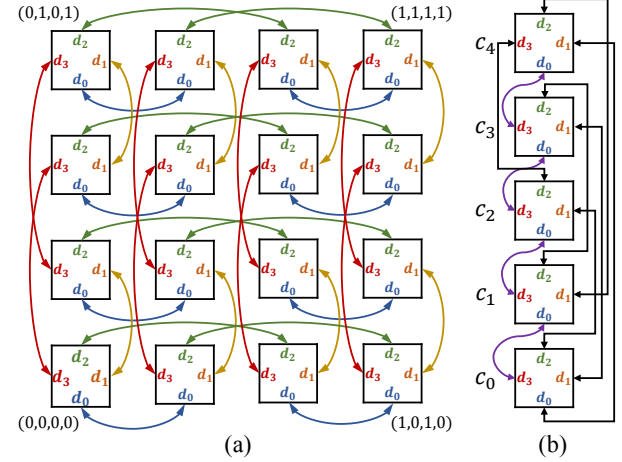 (0,1,0,1) (1,1,1,1)
d2 d2 d2 d2
d3 d1 d3 d1 d3 d1 d3 d1
d0 d0 d0 d0
d2 d2 d2 d2
d3 d1 d3 d1 d3 d1 d3 d1
d0 d0 d0 d0
d2 d2 d2 d2
d3 d1 d3 d1 d3 d1 d3 d1
d0 d0 d0 d0
d2 d2 d2 d2
d3 d1 d3 d1 d3 d1 d3 d1
d0 d0 d0 d0
(0,0,0,0) (1,0,1,0)
(a)
c4
d2
d3 d1
d0
c3
d2
d3 d1
d0
c2
d2
d3 d1
d0
c1
d2
d3 d1
d0
c0
d2
d3 d1
d0
(b)